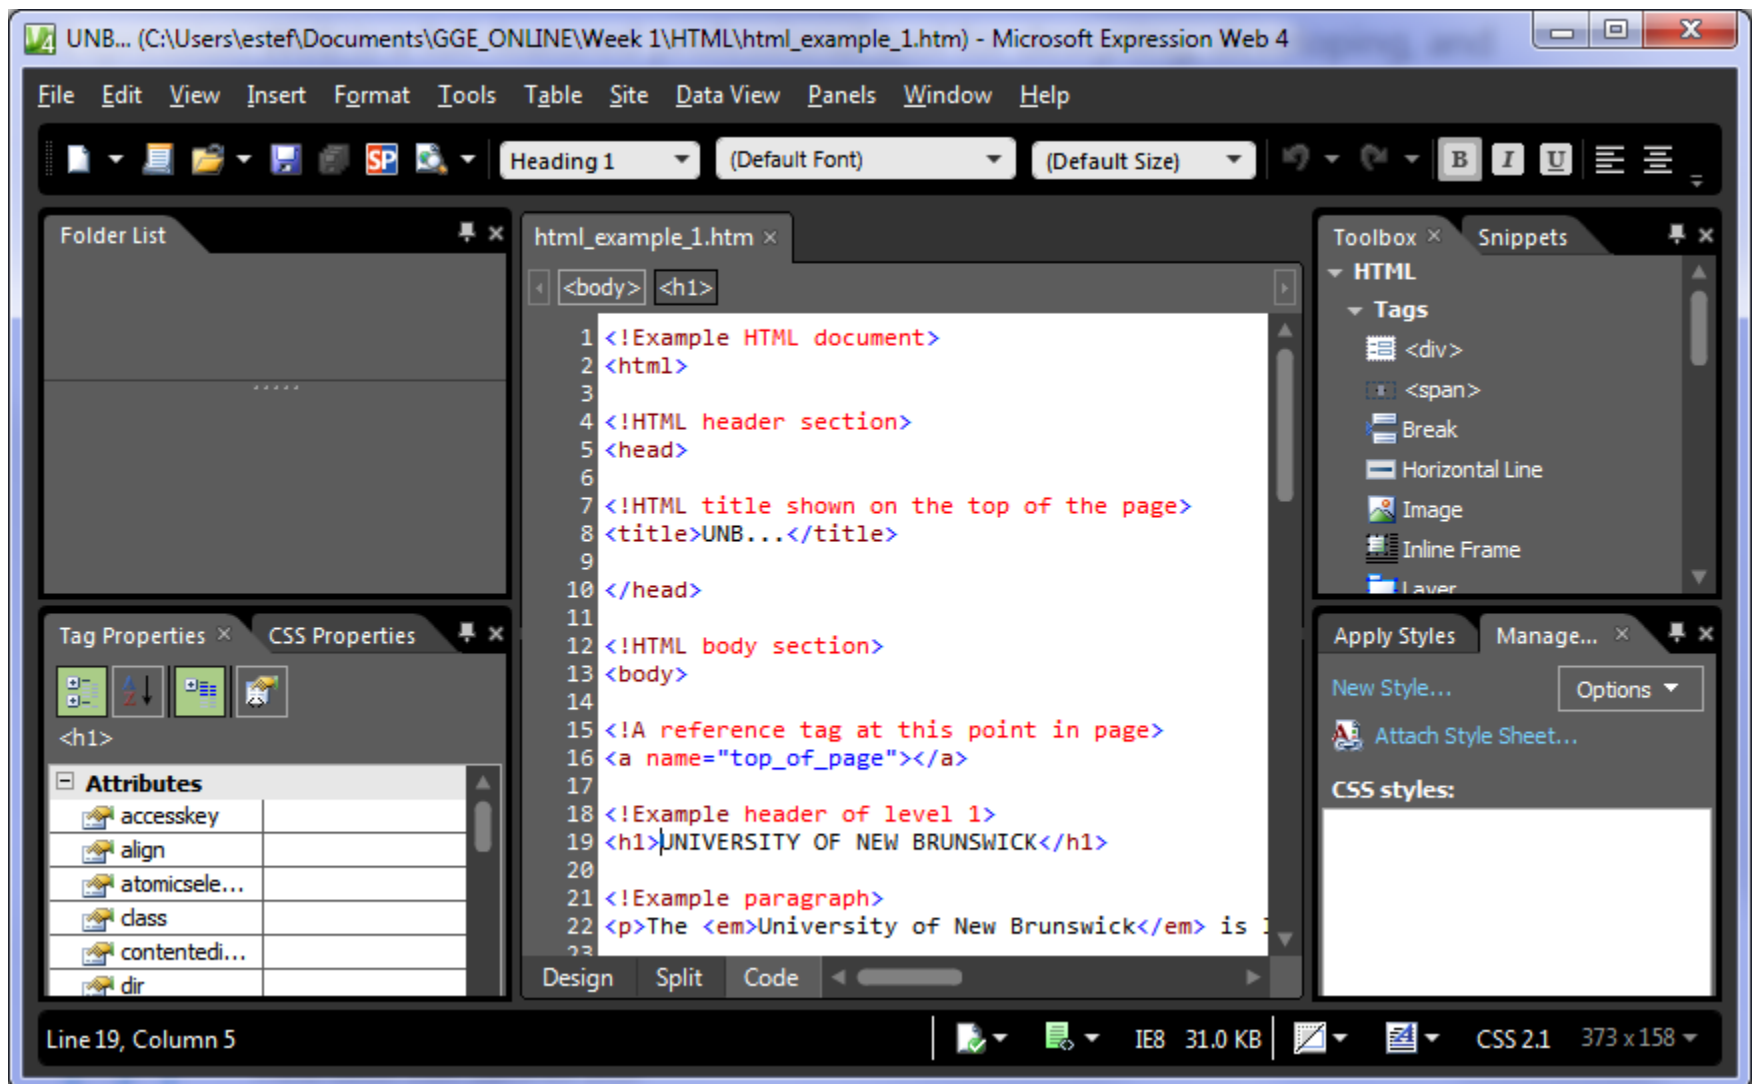 UNB... (C:\Users\estef\Documents\GGE_ONLINE\Week 1\HTML\html_example_1.htm) - Microsoft Expression Web 4
File Edit View Insert Format Tools Table Site Data View Panels Window Help
SP Heading 1 (Default Font) (Default Size) B I U
Folder List
html_example_1.htm
<body> <h1>
1 <!Example HTML document>
2 <html>
3
4 <!HTML header section>
5 <head>
6
7 <!HTML title shown on the top of the page>
8 <title>UNB...</title>
9
10 </head>
11
12 <!HTML body section>
13 <body>
14
15 <!A reference tag at this point in page>
16 <a name="top_of_page"></a>
17
18 <!Example header of level 1>
19 <h1>UNIVERSITY OF NEW BRUNSWICK</h1>
20
21 <!Example paragraph>
22 <p>The <em>University of New Brunswick</em> is
23
Design Split Code
Toolbox Snippets
HTML
Tags
<div>
<span>
Break
Horizontal Line
Image
Inline Frame
Layer
Tag Properties CSS Properties
<h1>
Attributes
accesskey
align
atomicsele...
class
contentedi...
dir
Apply Styles Manage...
New Style... Options
Attach Style Sheet...
CSS styles:
Line 19, Column 5
IE8 31.0 KB CSS 2.1 373 x 158